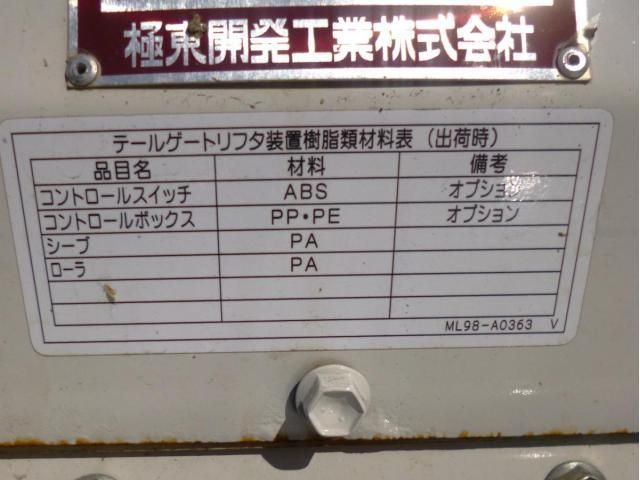 極東開発工業株式会社
テールゲートリフタ装置樹脂類材料表 (出荷時)
品目名 材料 備考
コントロールスイッチ ABS オプション
コントロールボックス PP・PE オプション
シーブ PA
ローラ PA
ML98-A0363 V